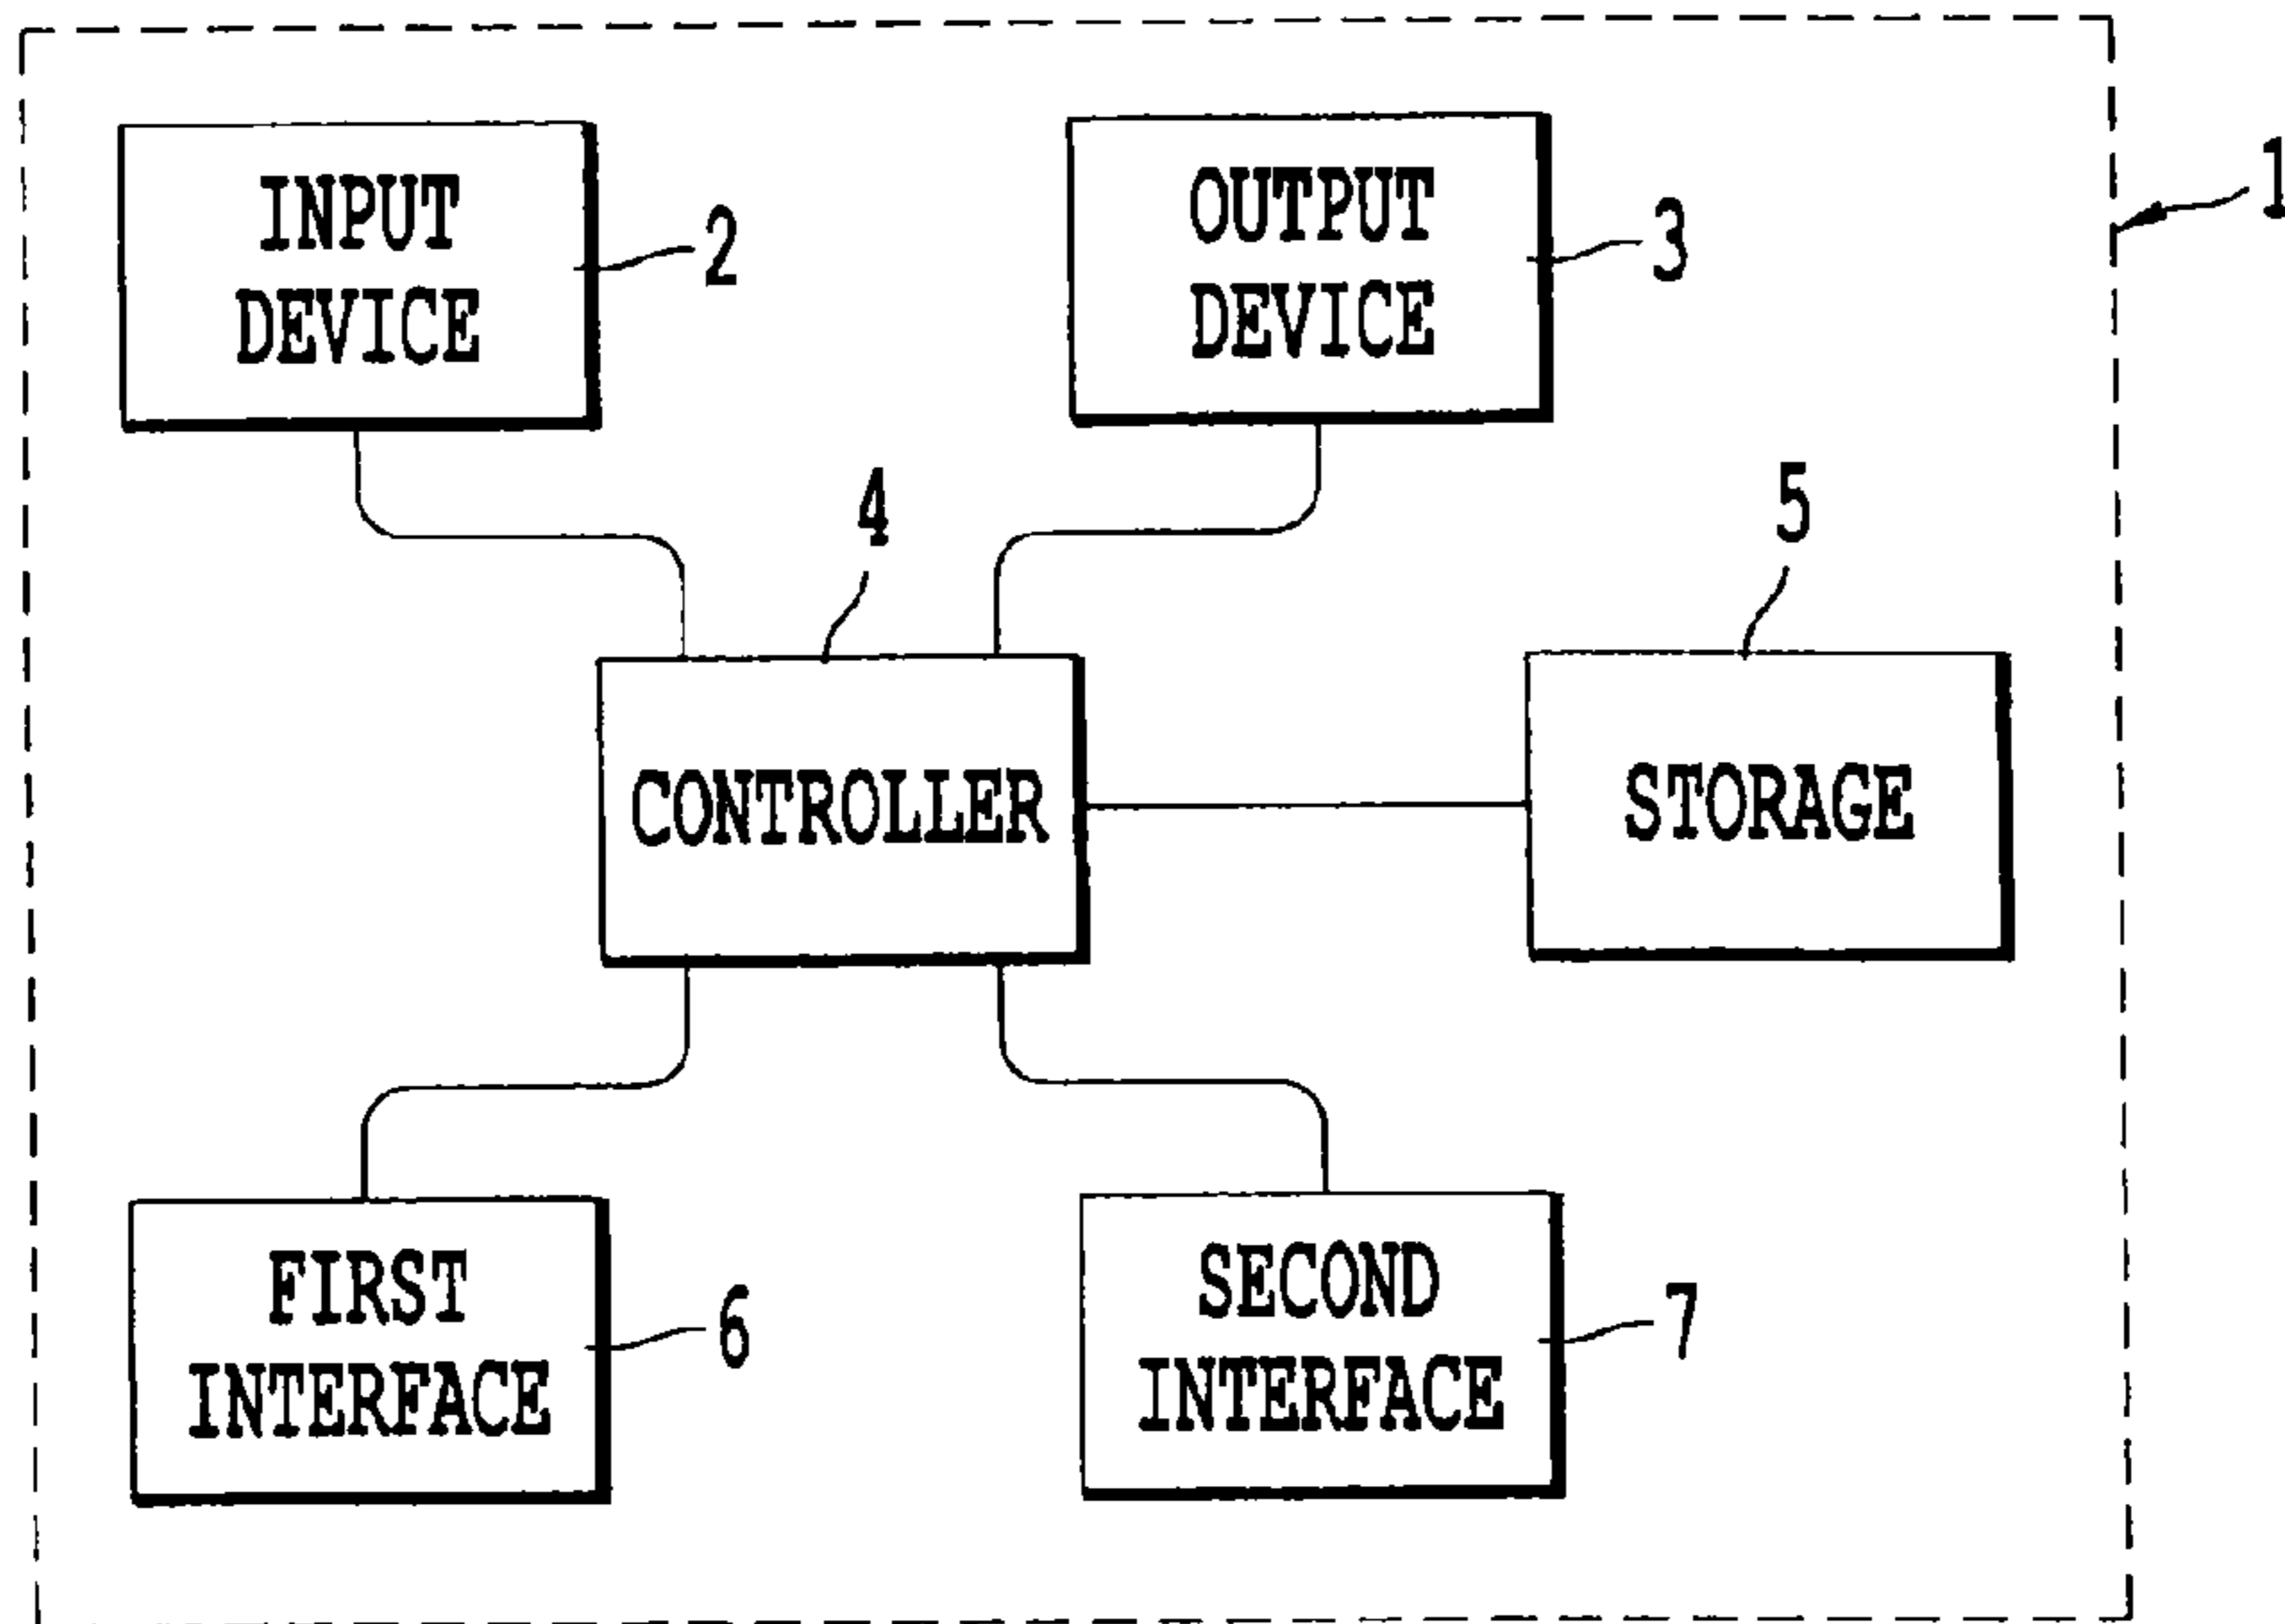 1
INPUT
DEVICE
2
OUTPUT
DEVICE
3
4
5
CONTROLLER
STORAGE
FIRST
INTERFACE
6
SECOND
INTERFACE
7